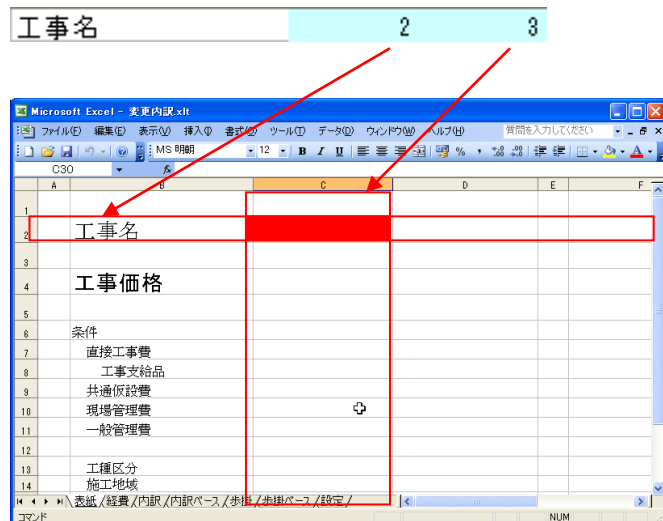 工事名 2 3
Microsoft Excel - 変更内訳.xlt
ファイル(F) 編集(E) 表示(V) 挿入(I) 書式(O) ツール(T) データ(D) ウィンドウ(W) ヘルプ(H) 質問を入力してください
MS 明朝 12 B I U % , A
C30 fx
A B C D E F
1
2 工事名
3
4 工事価格
5
6 条件
7 直接工事費
8 工事支給品
9 共通仮設費
10 現場管理費
11 一般管理費
12
13 工種区分
14 施工地域
表紙/経費/内訳/内訳ベース/歩掛/歩掛ベース/設定/
コマンド NUM